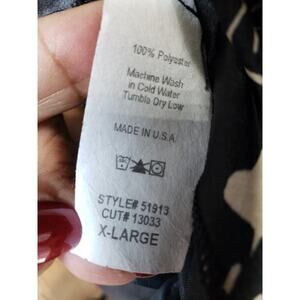 100% Polyester
Machine Wash
in Cold Water
Tumble Dry Low
MADE IN U.S.A.
STYLE# 51913
CUT# 13033
X-LARGE